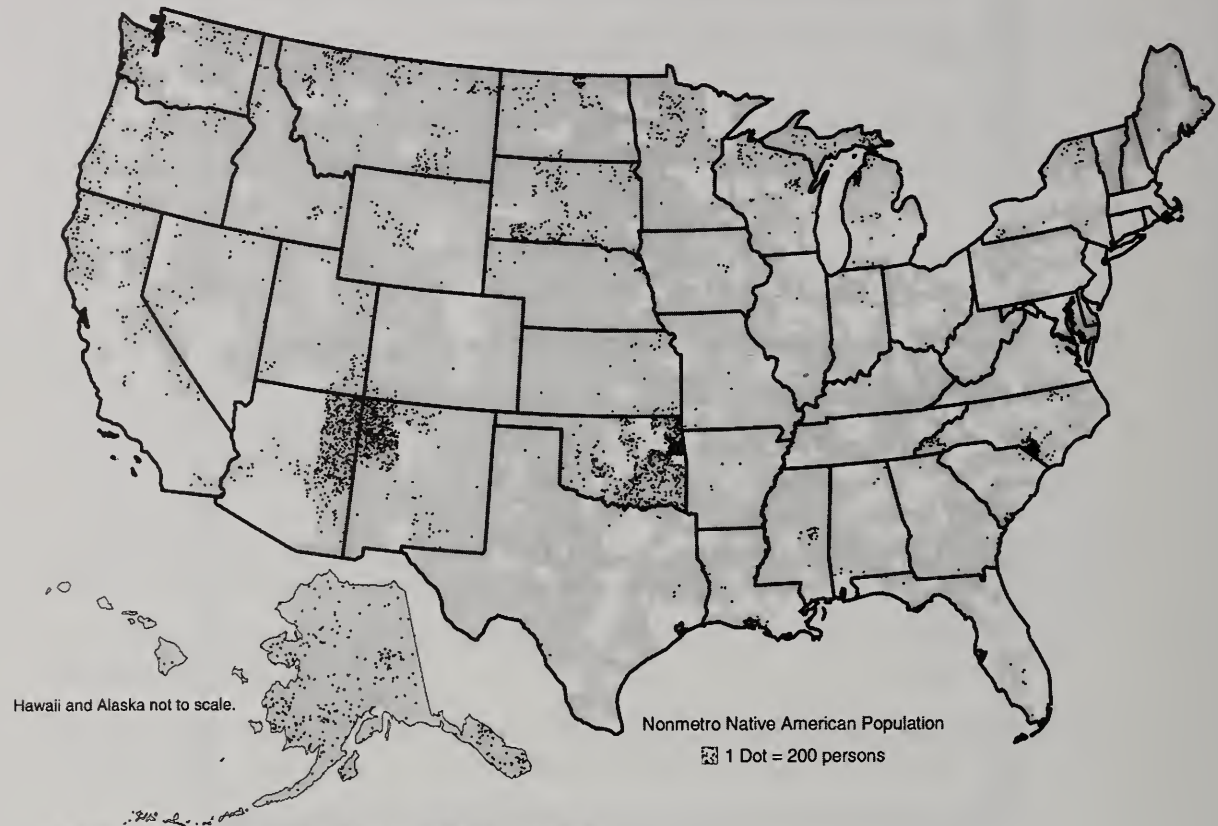 Hawaii and Alaska not to scale.
Nonmetro Native American Population
1 Dot = 200 persons